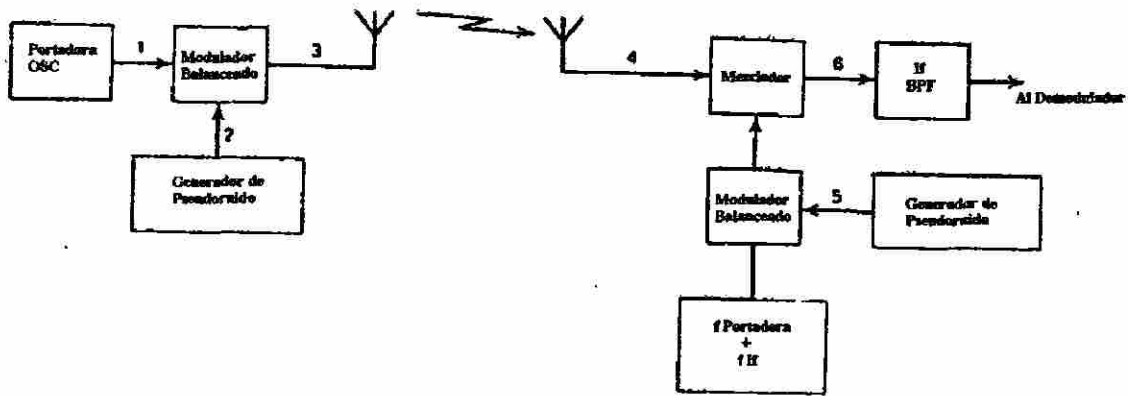 Portadora
OSC
1
Modulador
Balanceado
3
2
Generador de
Pseudoruido
4
Mezclador
6
If
BPF
Al Demodulador
Modulador
Balanceado
5
Generador de
Pseudoruido
f Portadora
+
f If